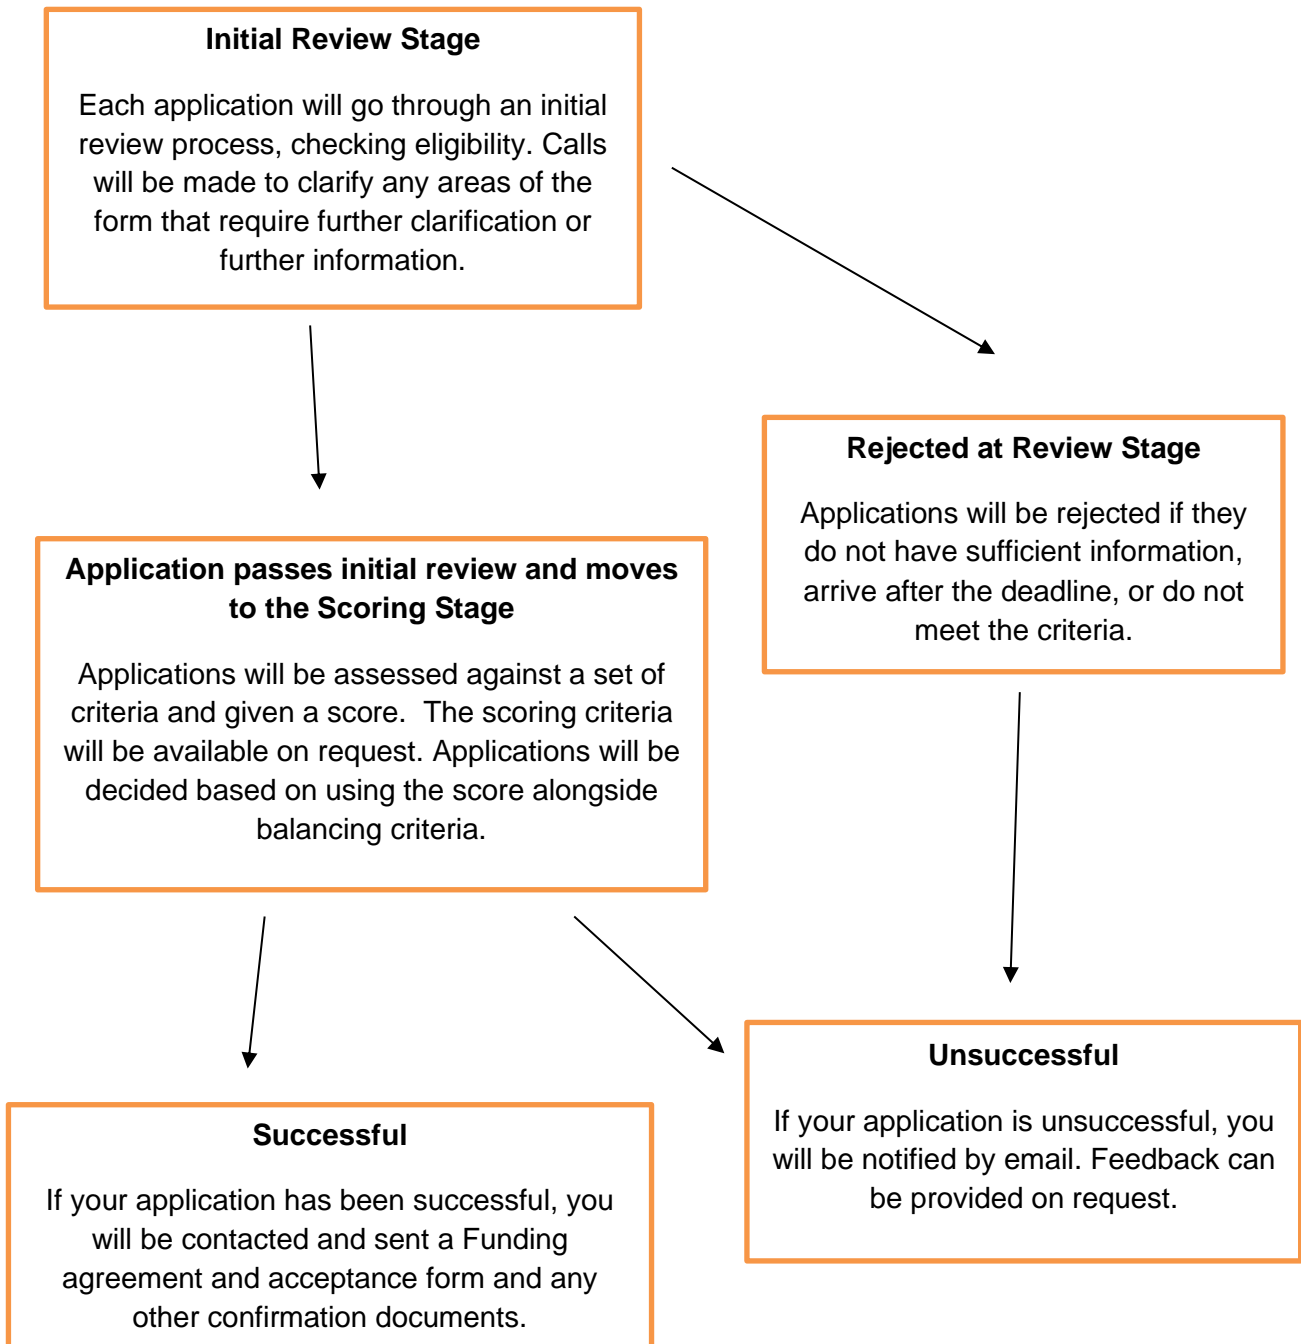 Initial Review Stage
Each application will go through an initial
review process, checking eligibility. Calls
will be made to clarify any areas of the
form that require further clarification or
further information.
Rejected at Review Stage
Applications will be rejected if they
do not have sufficient information,
arrive after the deadline, or do not
meet the criteria.
Application passes initial review and moves
to the Scoring Stage
Applications will be assessed against a set of
criteria and given a score.  The scoring criteria
will be available on request. Applications will be
decided based on using the score alongside
balancing criteria.
Unsuccessful
If your application is unsuccessful, you
will be notified by email. Feedback can
be provided on request.
Successful
If your application has been successful, you
will be contacted and sent a Funding
agreement and acceptance form and any
other confirmation documents.